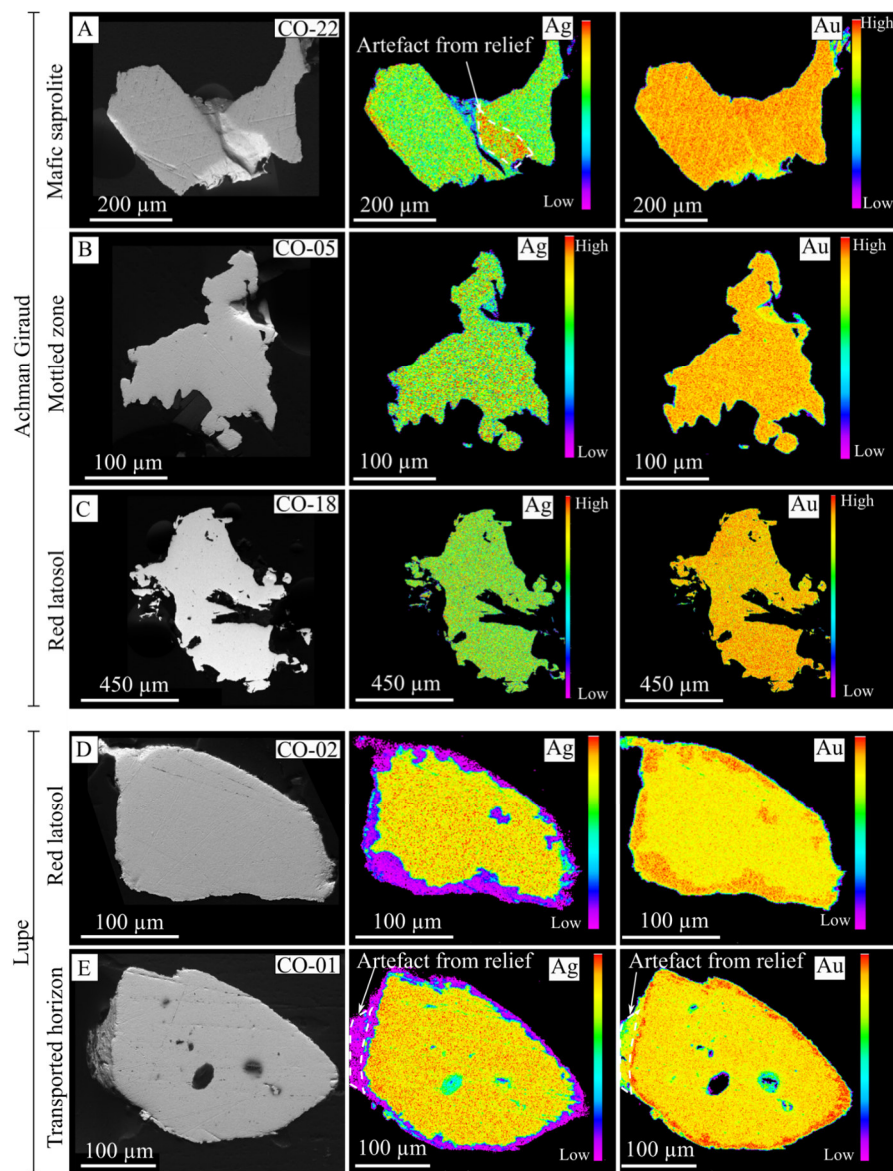 A
CO-22
Ag
Au
High
Artefact from relief
Low
Low
200 µm
200 µm
200 µm
Mafic saprolite
B
CO-05
Ag
Au
High
High
Low
Low
100 µm
100 µm
100 µm
Mottled zone
Achman Giraud
C
CO-18
Ag
Au
High
High
Low
Low
450 µm
450 µm
450 µm
Red latosol
D
CO-02
Ag
Au
Low
Low
100 µm
100 µm
100 µm
Red latosol
Lupe
E
CO-01
Artefact from relief
Ag
Artefact from relief
Au
Low
Low
100 µm
100 µm
100 µm
Transported horizon